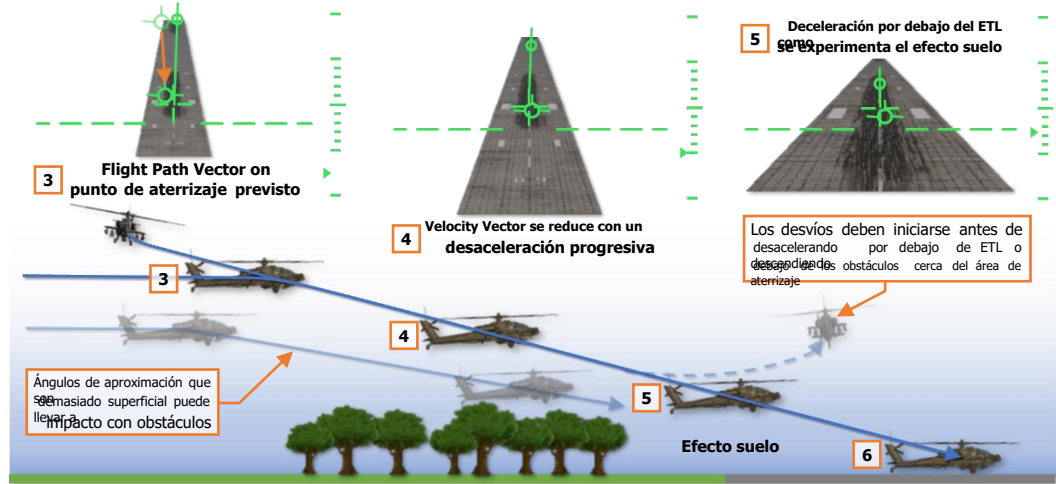 3
Flight Path Vector on
punto de aterrizaje previsto
4
Velocity Vector se reduce con un
desaceleración progresiva
5
Deceleración por debajo del ETL
como
se experimenta el efecto suelo
Los desvíos deben iniciarse antes de
desacelerando por debajo de ETL o
descendiendo
debajo de los obstáculos cerca del área de
aterrizaje
3
4
5
6
Ángulos de aproximación que
son
demasiado superficial puede
llevar a
impacto con obstáculos
Efecto suelo